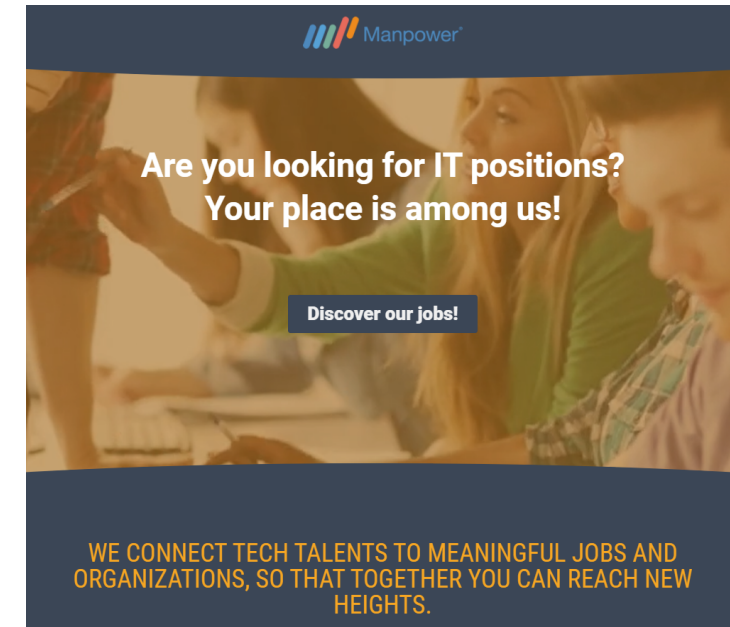 Manpower®
Are you looking for IT positions?
Your place is among us!
Discover our jobs!
WE CONNECT TECH TALENTS TO MEANINGFUL JOBS AND
ORGANIZATIONS, SO THAT TOGETHER YOU CAN REACH NEW
HEIGHTS.